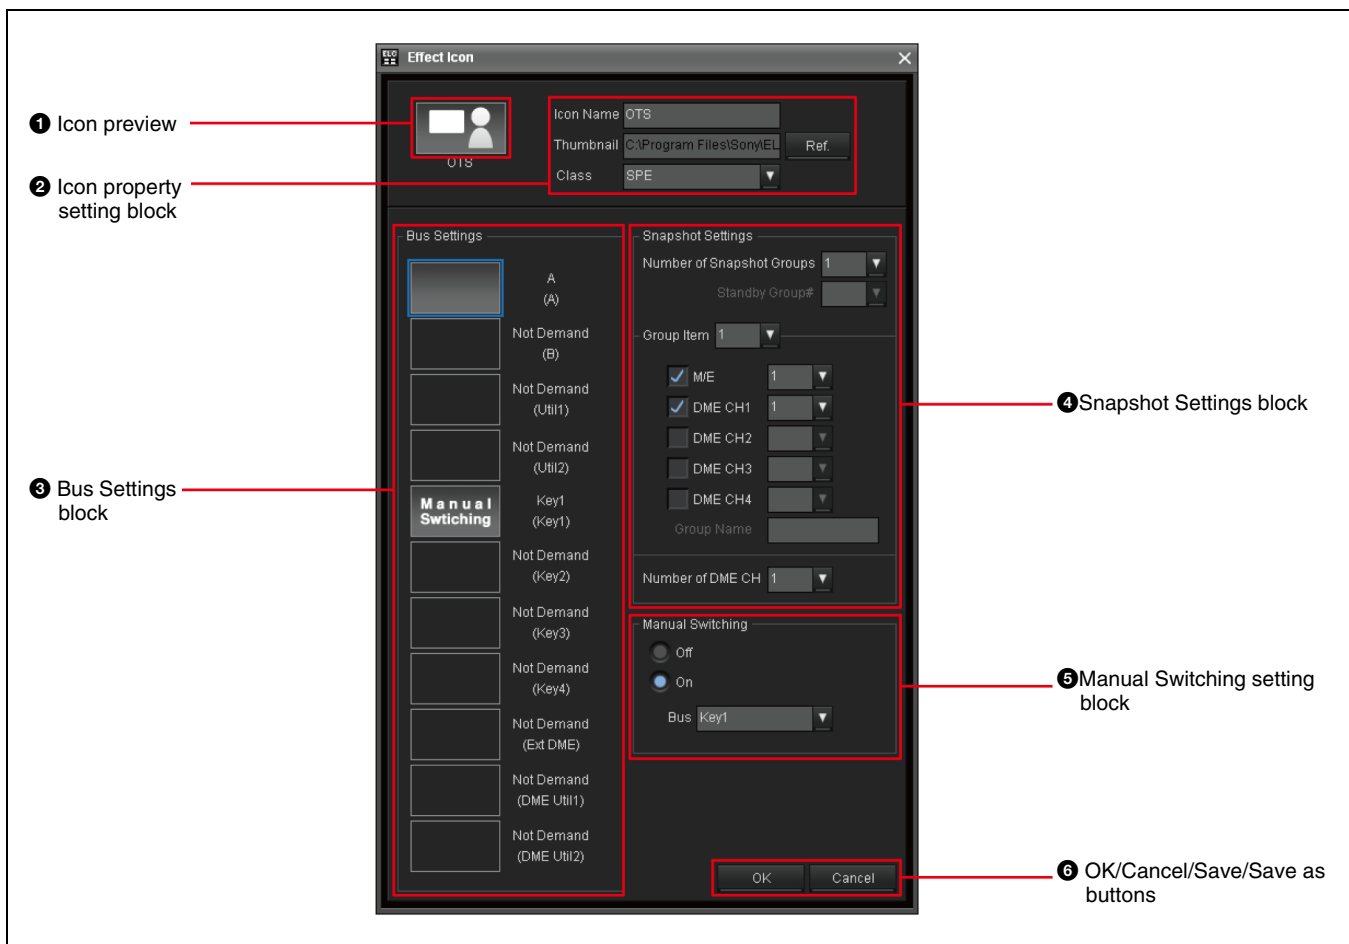 ELC
Effect Icon
❶ Icon preview
OTS
Icon Name OTS
Thumbnail C:\Program Files\Sony\EL Ref.
Class SPE
❷ Icon property
setting block
Bus Settings
A
(A)
Not Demand
(B)
Not Demand
(Util1)
Not Demand
(Util2)
Manual
Swtiching
Key1
(Key1)
Not Demand
(Key2)
Not Demand
(Key3)
Not Demand
(Key4)
Not Demand
(Ext DME)
Not Demand
(DME Util1)
Not Demand
(DME Util2)
❸ Bus Settings
block
Snapshot Settings
Number of Snapshot Groups 1
Standby Group#
Group Item 1
M/E 1
DME CH1 1
DME CH2
DME CH3
DME CH4
Group Name
Number of DME CH 1
❹Snapshot Settings block
Manual Switching
Off
On
Bus Key1
❺Manual Switching setting
block
OK Cancel
❻ OK/Cancel/Save/Save as
buttons